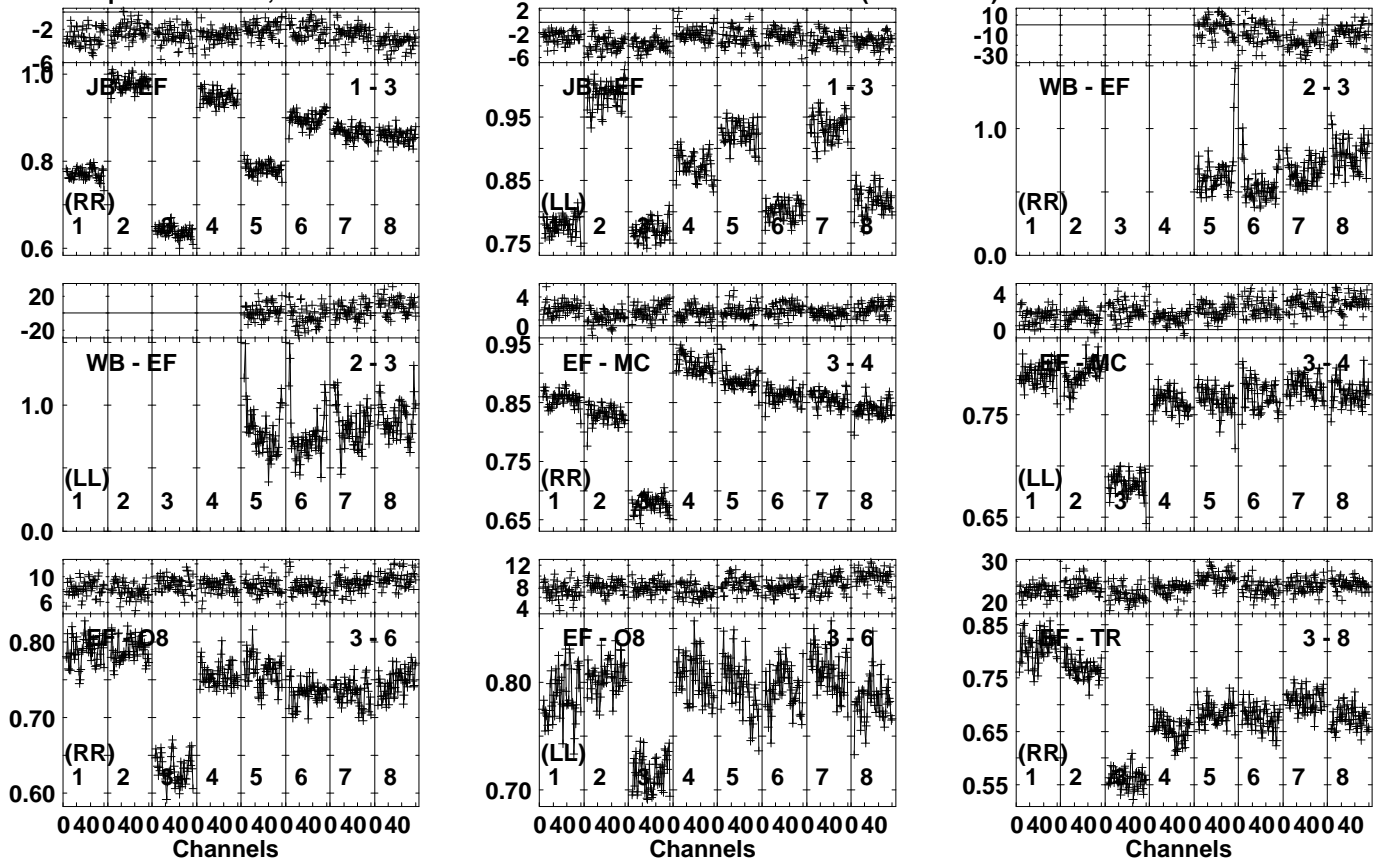 -2
-6
1.0
JB - EF 1 - 3
0.8
(RR)
1 2 3 4 5 6 7 8
0.6
2
-2
-6
JB - EF 1 - 3
0.95
0.85
(LL)
1 2 3 4 5 6 7 8
0.75
10
-10
-30
WB - EF 2 - 3
1.0
(RR)
1 2 3 4 5 6 7 8
0.0
20
-20
WB - EF 2 - 3
1.0
(LL)
1 2 3 4 5 6 7 8
0.0
4
0
0.95
EF - MC 3 - 4
0.85
0.75
(RR)
1 2 3 4 5 6 7 8
0.65
4
0
EF - MC 3 - 4
0.75
(LL)
1 2 3 4 5 6 7 8
0.65
10
6
0.80
EF - O8 3 - 6
0.70
(RR)
1 2 3 4 5 6 7 8
0.60
0 40 0 40 0 40 0 40 0 40 0 40 0 40 0 40
Channels
12
8
4
EF - O8 3 - 6
0.80
(LL)
1 2 3 4 5 6 7 8
0.70
0 40 0 40 0 40 0 40 0 40 0 40 0 40 0 40
Channels
30
20
0.85
EF - TR 3 - 8
0.75
0.65
(RR)
1 2 3 4 5 6 7 8
0.55
0 40 0 40 0 40 0 40 0 40 0 40 0 40 0 40
Channels